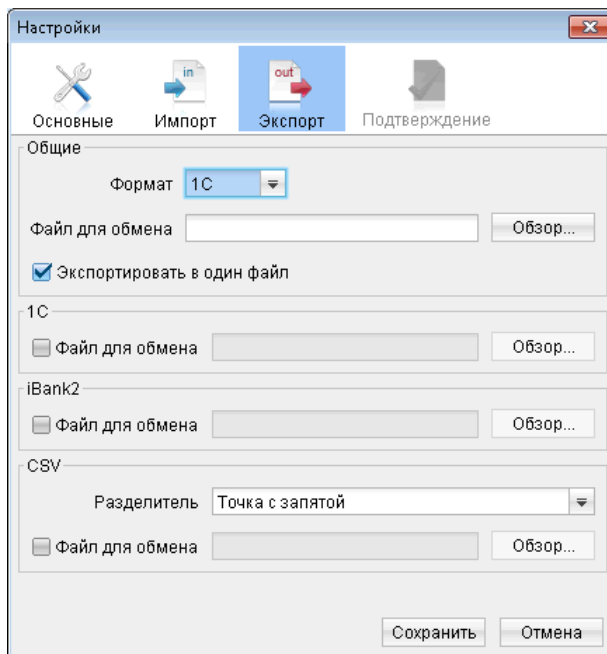 Настройки
in
out
Основные Импорт Экспорт Подтверждение
Общие
Формат 1С
Файл для обмена Обзор...
Экспортировать в один файл
1С
Файл для обмена Обзор...
iBank2
Файл для обмена Обзор...
CSV
Разделитель Точка с запятой
Файл для обмена Обзор...
Сохранить Отмена